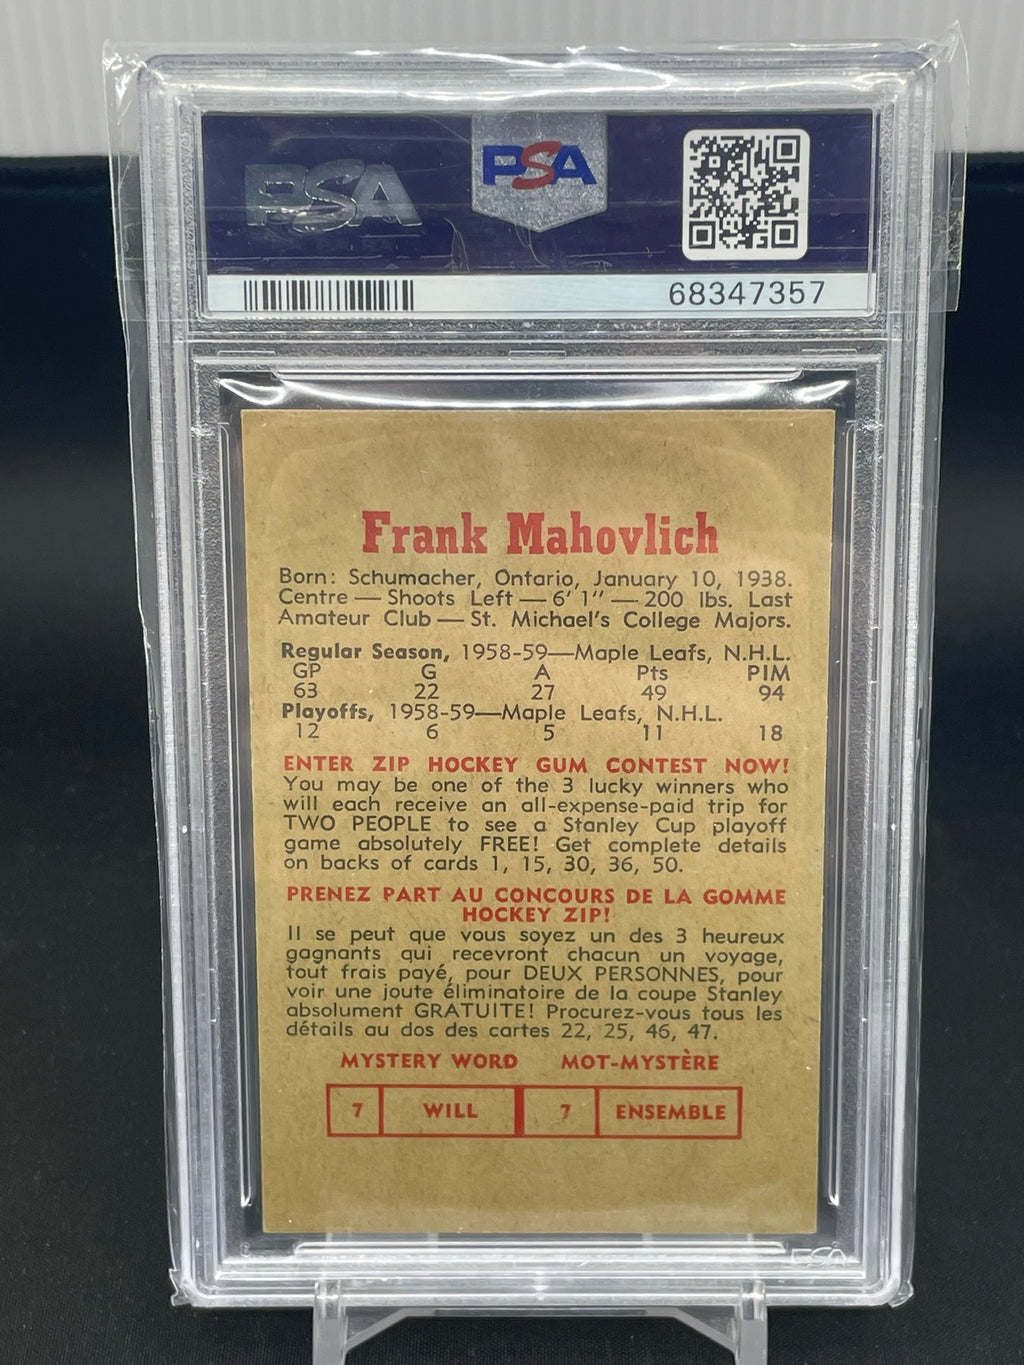 PSA
PSA
68347357
Frank Mahovlich
Born: Schumacher, Ontario, January 10, 1938.
Centre — Shoots Left — 6' 1'' — 200 lbs. Last
Amateur Club — St. Michael's College Majors.
Regular Season, 1958-59—Maple Leafs, N.H.L.
GP G A Pts PIM
63 22 27 49 94
Playoffs, 1958-59—Maple Leafs, N.H.L.
12 6 5 11 18
ENTER ZIP HOCKEY GUM CONTEST NOW!
You may be one of the 3 lucky winners who
will each receive an all-expense-paid trip for
TWO PEOPLE to see a Stanley Cup playoff
game absolutely FREE! Get complete details
on backs of cards 1, 15, 30, 36, 50.
PRENEZ PART AU CONCOURS DE LA GOMME
HOCKEY ZIP!
Il se peut que vous soyez un des 3 heureux
gagnants qui recevront chacun un voyage,
tout frais payé, pour DEUX PERSONNES, pour
voir une joute éliminatoire de la coupe Stanley
absolument GRATUITE! Procurez-vous tous les
détails au dos des cartes 22, 25, 46, 47.
MYSTERY WORD MOT-MYSTÈRE
7 WILL 7 ENSEMBLE
PSA